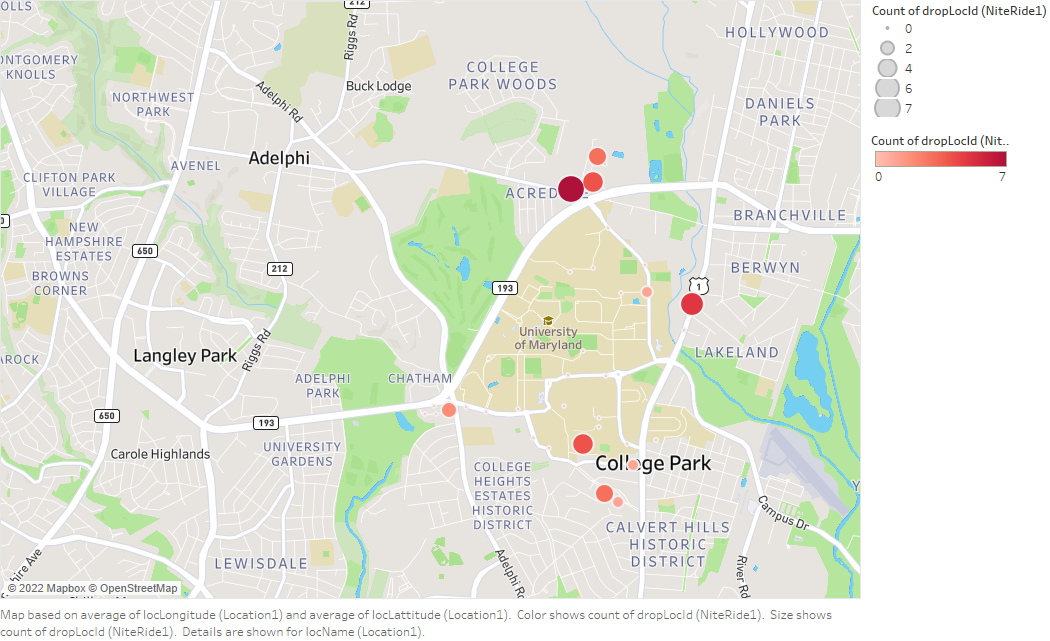 OLLS
212
Riggs Rd
HOLLYWOOD
ONTGOMERY
KNOLLS
COLLEGE
PARK WOODS
Buck Lodge
NORTHWEST
PARK
Adelphi Rd
DANIELS
PARK
AVENEL
Adelphi
CLIFTON PARK
VILLAGE
ACRED
BRANCHVILLE
NEW
HAMPSHIRE
ESTATES
650
212
BROWNS
CORNER
BERWYN
193
1
University
of Maryland
Langley Park
Riggs Rd
LAKELAND
AROCK
ADELPHI
PARK
CHATHAM
650
193
UNIVERSITY
GARDENS
Carole Highlands
College Park
COLLEGE
HEIGHTS
ESTATES
HISTORIC
DISTRICT
Campus Dr
CALVERT HILLS
HISTORIC
DISTRICT
LEWISDALE
hire Ave
Adelphi R
River Rd
© 2022 Mapbox © OpenStreetMap
Count of dropLocId (NiteRide1)
0
2
4
6
7
Count of dropLocId (Nit..
0 7
Map based on average of locLongitude (Location1) and average of locLattitude (Location1). Color shows count of dropLocId (NiteRide1). Size shows
count of dropLocId (NiteRide1). Details are shown for locName (Location1).